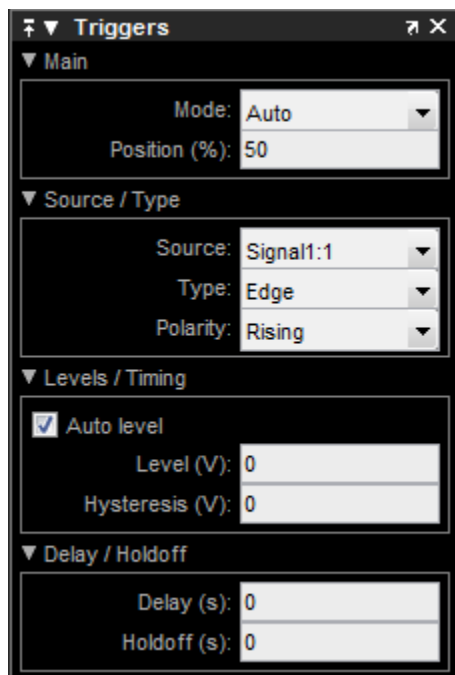 Triggers
Main
Mode: Auto
Position (%): 50
Source / Type
Source: Signal1:1
Type: Edge
Polarity: Rising
Levels / Timing
Auto level
Level (V): 0
Hysteresis (V): 0
Delay / Holdoff
Delay (s): 0
Holdoff (s): 0